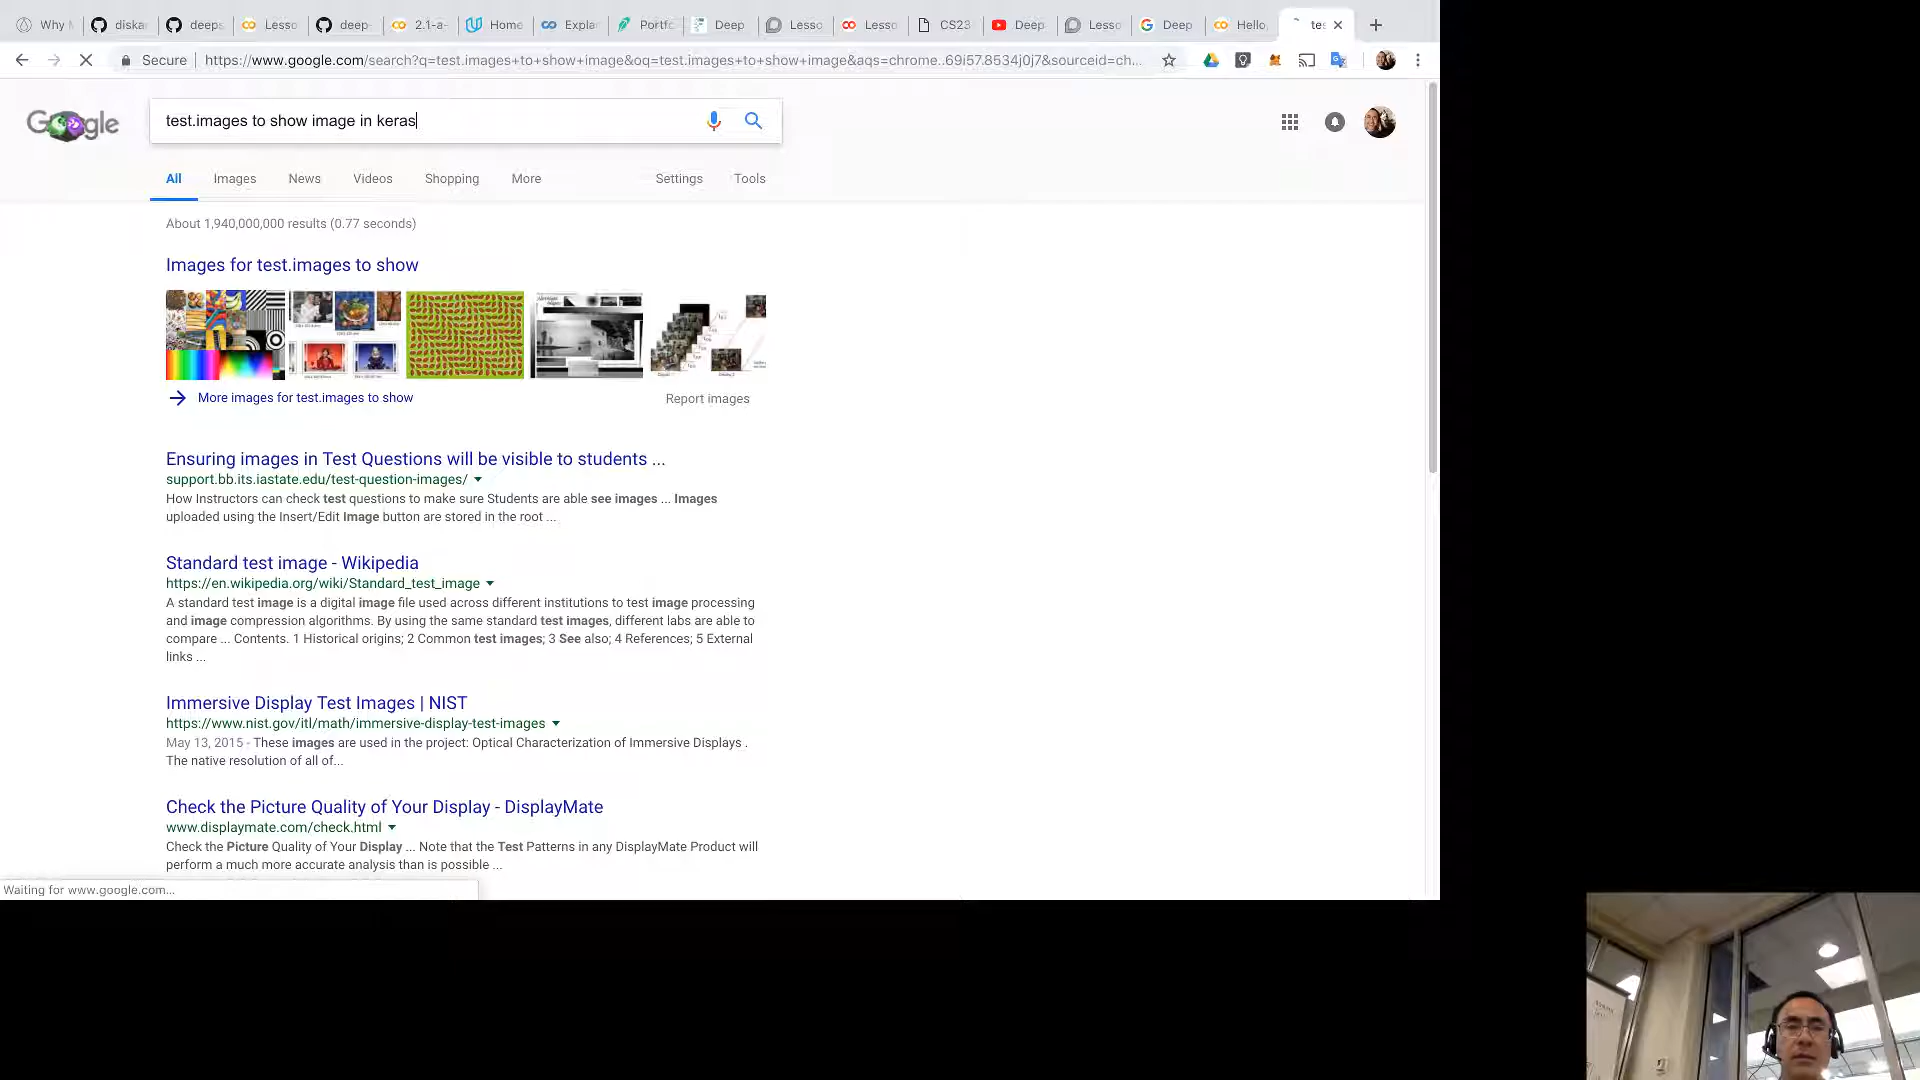 Why
diska
deeps
Lesso
deep-
2.1-a-
Home
Expla
Portfo
Deep
Lesso
Lesso
CS23
Deep
Lesso
Deep
Hello,
tes
Secure
https://www.google.com/search?q=test.images+to+show+image&oq=test.images+to+show+image&aqs=chrome..69i57.8534j0j7&sourceid=ch...
Google
test.images to show image in keras
All
Images
News
Videos
Shopping
More
Settings
Tools
About 1,940,000,000 results (0.77 seconds)
Images for test.images to show
More images for test.images to show
Report images
Ensuring images in Test Questions will be visible to students ...
support.bb.its.iastate.edu/test-question-images/
How Instructors can check test questions to make sure Students are able see images ... Images
uploaded using the Insert/Edit Image button are stored in the root ...
Standard test image - Wikipedia
https://en.wikipedia.org/wiki/Standard_test_image
A standard test image is a digital image file used across different institutions to test image processing
and image compression algorithms. By using the same standard test images, different labs are able to
compare ... Contents. 1 Historical origins; 2 Common test images; 3 See also; 4 References; 5 External
links ...
Immersive Display Test Images | NIST
https://www.nist.gov/itl/math/immersive-display-test-images
May 13, 2015 - These images are used in the project: Optical Characterization of Immersive Displays .
The native resolution of all of...
Check the Picture Quality of Your Display - DisplayMate
www.displaymate.com/check.html
Check the Picture Quality of Your Display ... Note that the Test Patterns in any DisplayMate Product will
perform a much more accurate analysis than is possible ...
Waiting for www.google.com...